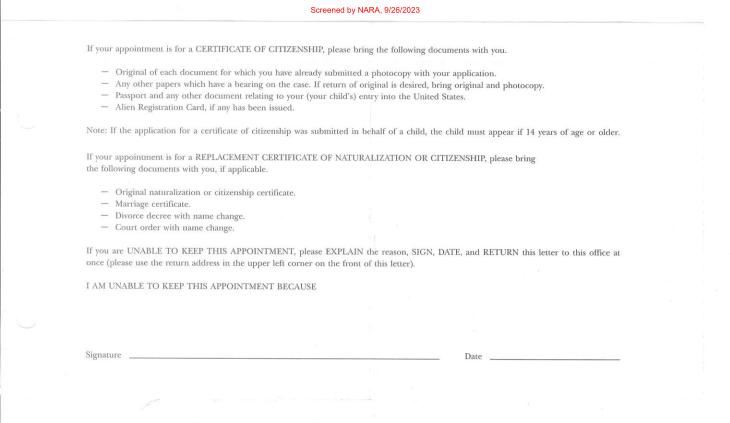 Screened by NARA, 9/26/2023
If your appointment is for a CERTIFICATE OF CITIZENSHIP, please bring the following documents with you.
— Original of each document for which you have already submitted a photocopy with your application.
— Any other papers which have a bearing on the case. If return of original is desired, bring original and photocopy.
— Passport and any other document relating to your (your child's) entry into the United States.
— Alien Registration Card, if any has been issued.
Note: If the application for a certificate of citizenship was submitted in behalf of a child, the child must appear if 14 years of age or older.
If your appointment is for a REPLACEMENT CERTIFICATE OF NATURALIZATION OR CITIZENSHIP, please bring
the following documents with you, if applicable.
— Original naturalization or citizenship certificate.
— Marriage certificate.
— Divorce decree with name change.
— Court order with name change.
If you are UNABLE TO KEEP THIS APPOINTMENT, please EXPLAIN the reason, SIGN, DATE, and RETURN this letter to this office at
once (please use the return address in the upper left corner on the front of this letter).
I AM UNABLE TO KEEP THIS APPOINTMENT BECAUSE
Signature Date